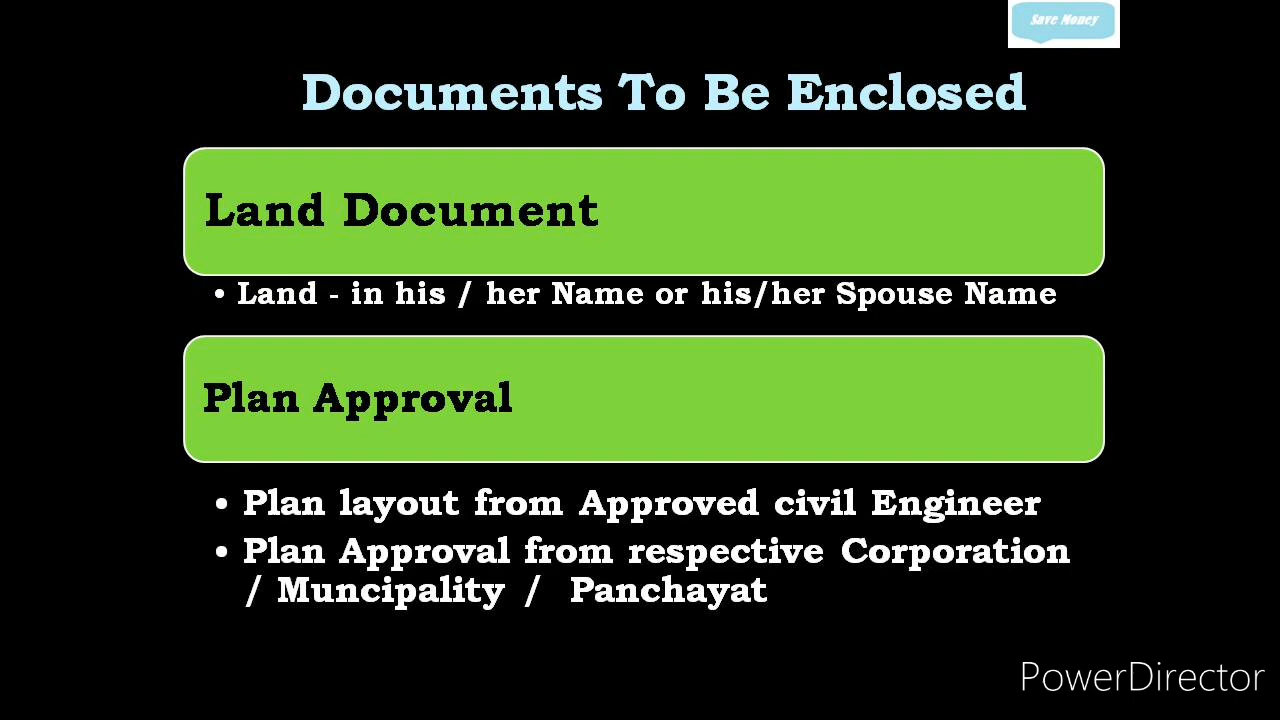 Save Money
Documents To Be Enclosed
Land Document
• Land - in his / her Name or his/her Spouse Name
Plan Approval
• Plan layout from Approved civil Engineer
• Plan Approval from respective Corporation
/ Muncipality / Panchayat
PowerDirector